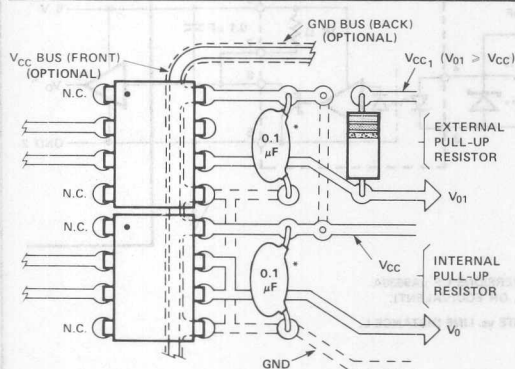 GND BUS (BACK)
(OPTIONAL)
VCC BUS (FRONT)
(OPTIONAL)
VCC1 (V01 > VCC)
N.C.
0.1
µF
*
EXTERNAL
PULL-UP
RESISTOR
N.C.
V01
N.C.
VCC
0.1
µF
*
INTERNAL
PULL-UP
RESISTOR
N.C.
V0
GND